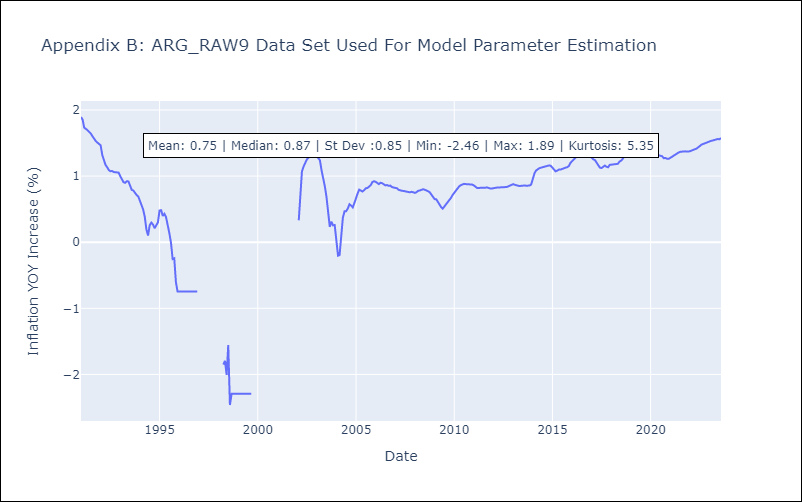 Appendix B: ARG_RAW9 Data Set Used For Model Parameter Estimation
Mean: 0.75 | Median: 0.87 | St Dev :0.85 | Min: -2.46 | Max: 1.89 | Kurtosis: 5.35
Inflation YOY Increase (%)
2
1
0
−1
−2
1995
2000
2005
2010
2015
2020
Date